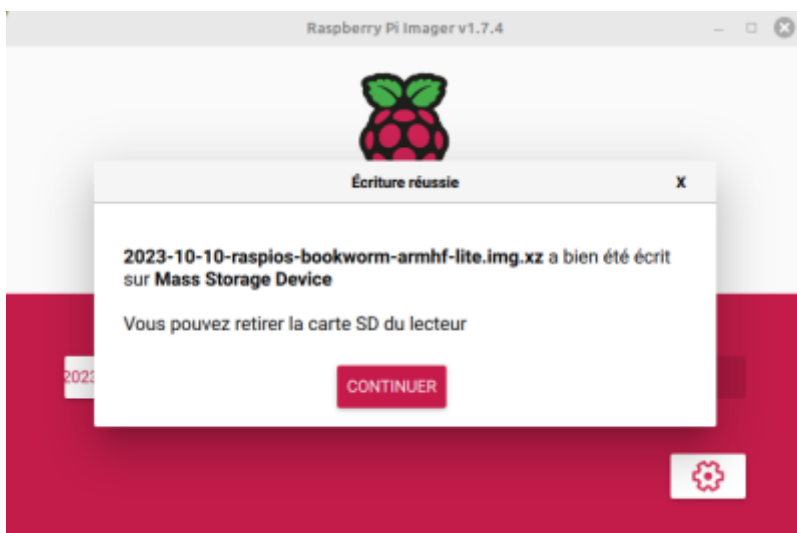 Raspberry Pi Imager v1.7.4
Écriture réussie
X
2023-10-10-raspios-bookworm-armhf-lite.img.xz a bien été écrit
sur Mass Storage Device
Vous pouvez retirer la carte SD du lecteur
2023
CONTINUER